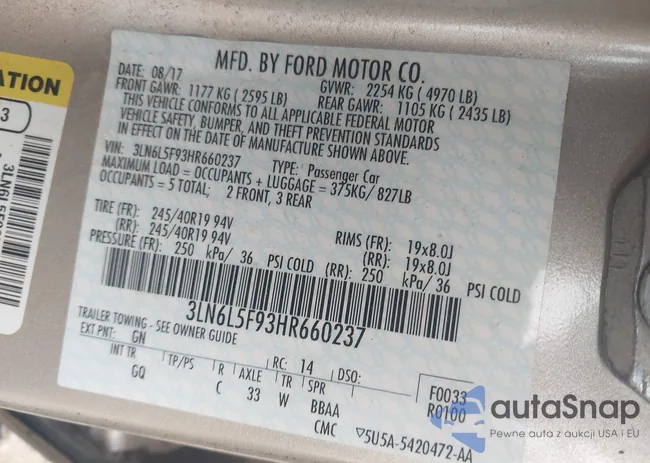 ATION
3
3LN6L5F9
MFD. BY FORD MOTOR CO.
DATE: 08/17 GVWR: 2254 KG ( 4970 LB)
FRONT GAWR: 1177 KG ( 2595 LB) REAR GAWR: 1105 KG ( 2435 LB)
THIS VEHICLE CONFORMS TO ALL APPLICABLE FEDERAL MOTOR
VEHICLE SAFETY, BUMPER, AND THEFT PREVENTION STANDARDS
IN EFFECT ON THE DATE OF MANUFACTURE SHOWN ABOVE.
VIN: 3LN6L5F93HR660237 TYPE: Passenger Car
MAXIMUM LOAD = OCCUPANTS + LUGGAGE = 375KG/ 827LB
OCCUPANTS = 5 TOTAL; 2 FRONT, 3 REAR
TIRE (FR): 245/40R19 94V RIMS (FR): 19x8.0J
(RR): 245/40R19 94V (RR): 19x8.0J
PRESSURE (FR): 250 kPa/ 36 PSI COLD (RR): 250 kPa/ 36 PSI COLD
3LN6L5F93HR660237
TRAILER TOWING - SEE OWNER GUIDE
EXT PNT: GN RC: 14 DSO:
INT TR TP/PS R AXLE TR SPR F0033
GQ C 33 W BBAA R0100
CMC ▽5U5A-5420472-AA
autaSnap
Pewne auta z aukcji USA i EU